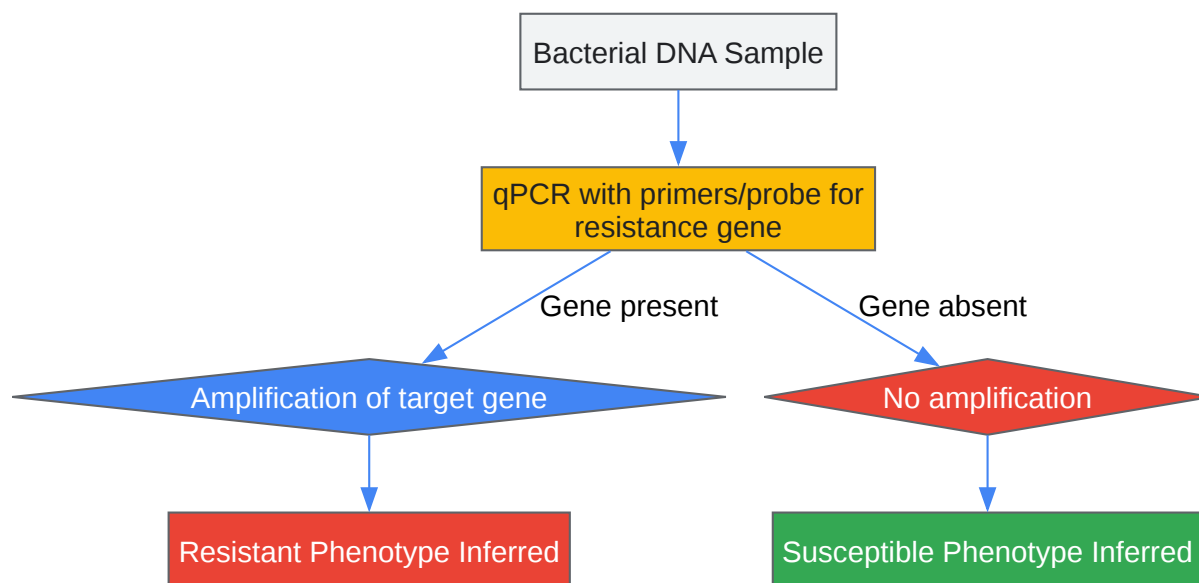 Bacterial DNA Sample
qPCR with primers/probe for
resistance gene
Gene present
Gene absent
Amplification of target gene
No amplification
Resistant Phenotype Inferred
Susceptible Phenotype Inferred